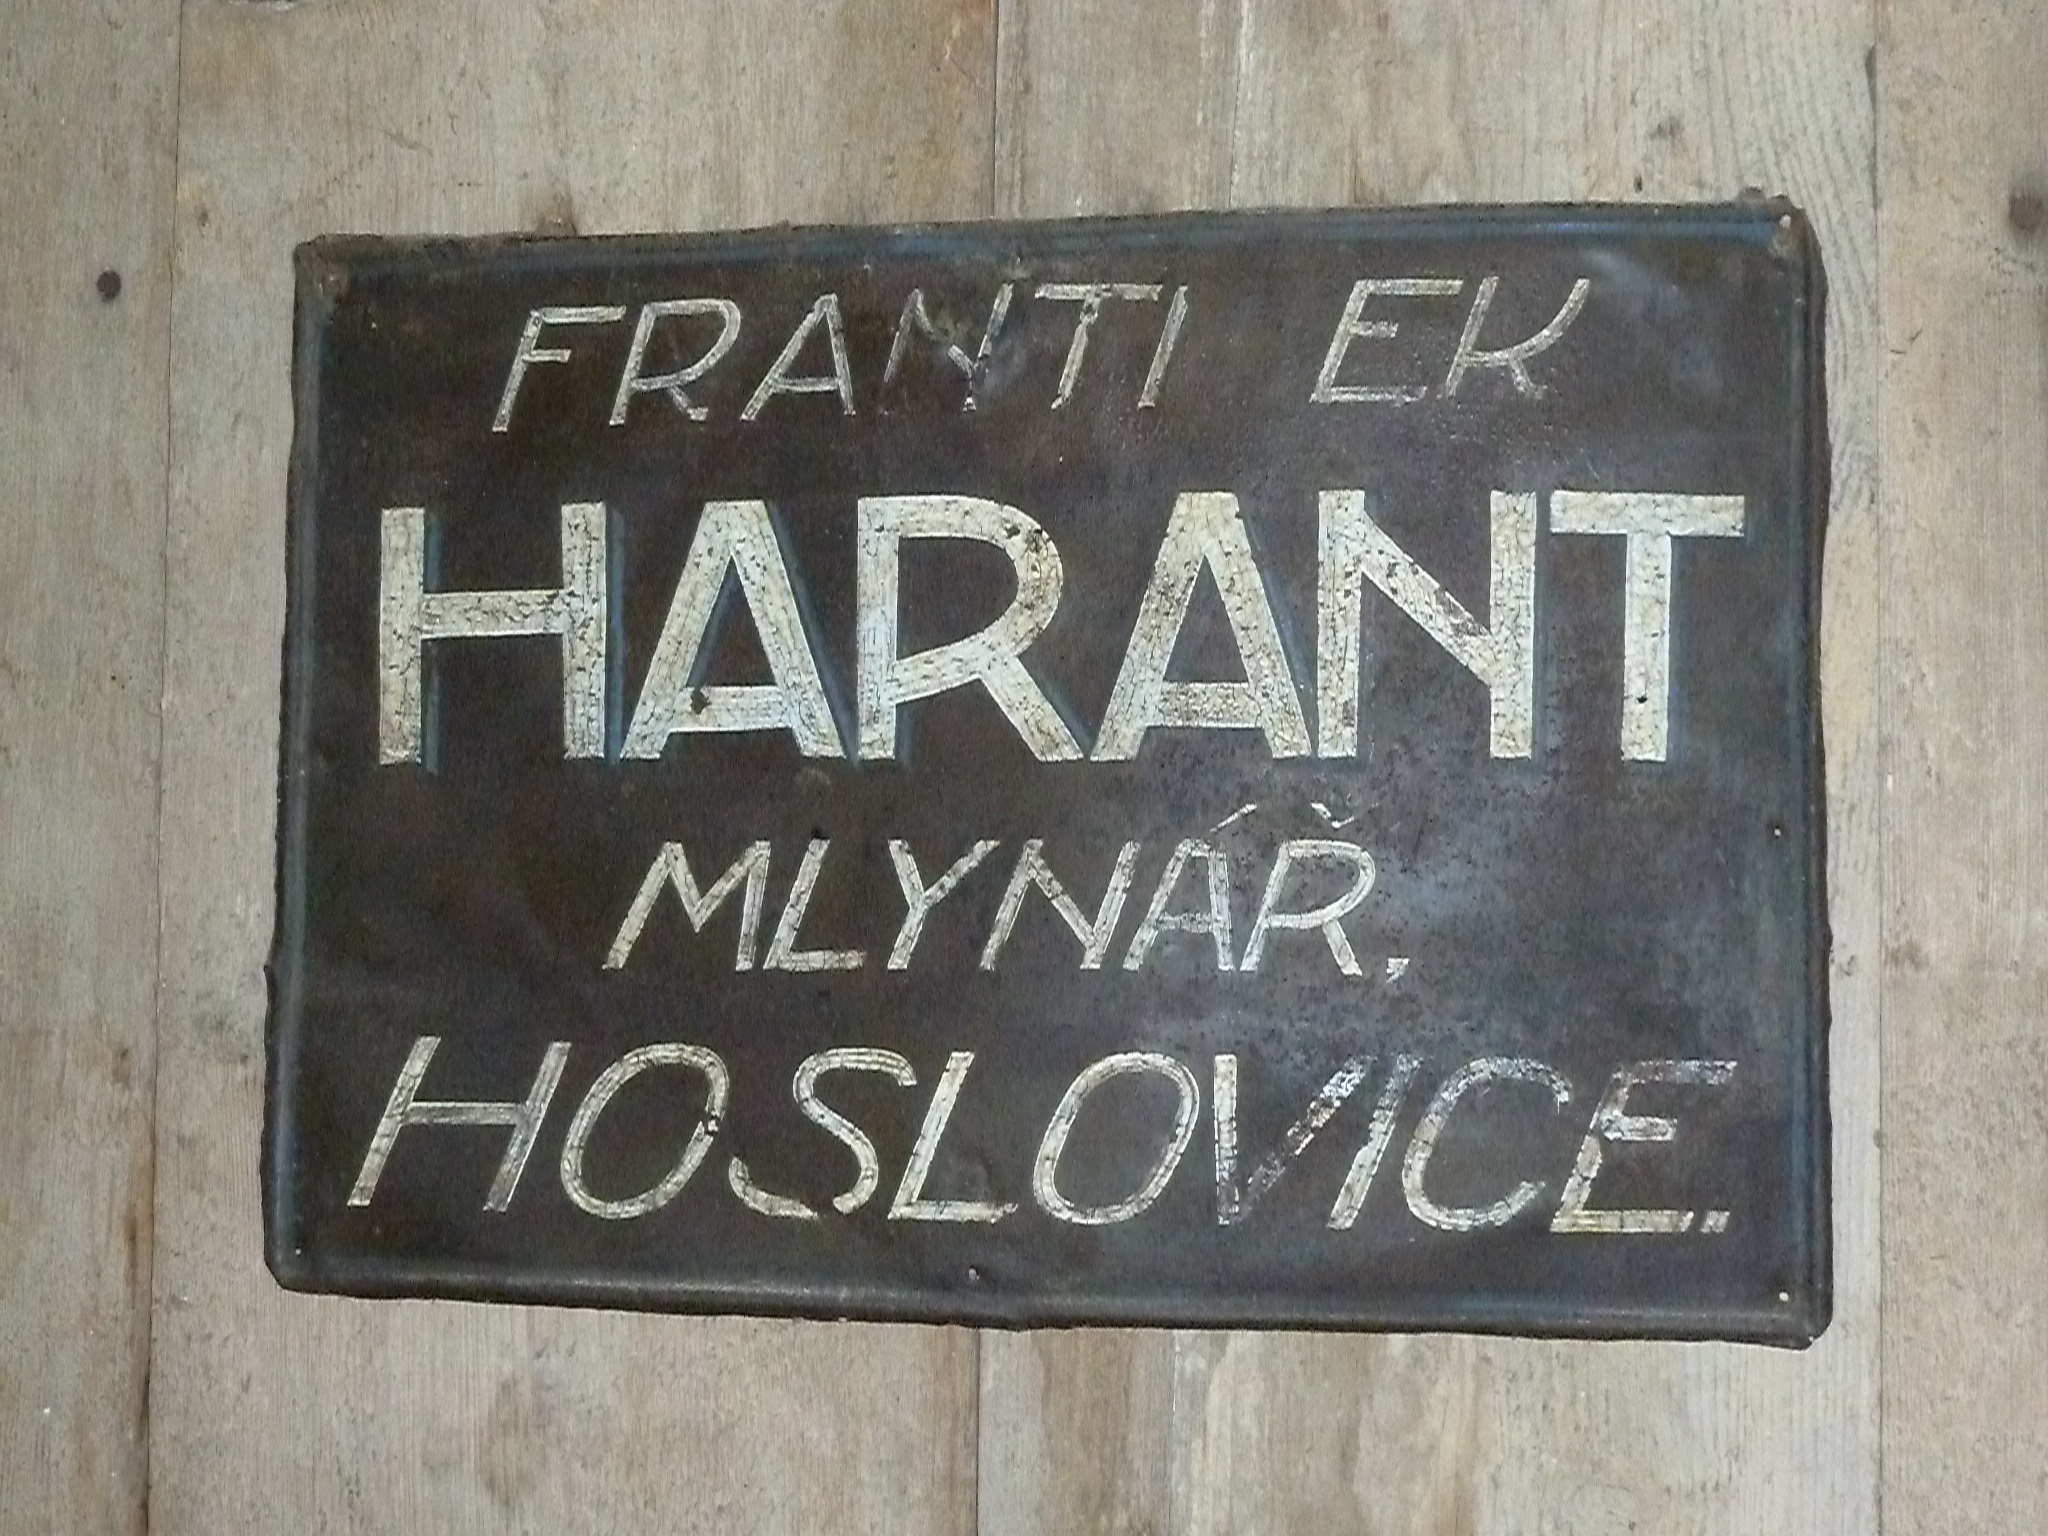 FRANTI EK
HARANT
MLYNÁŘ,
HOSLOVICE.